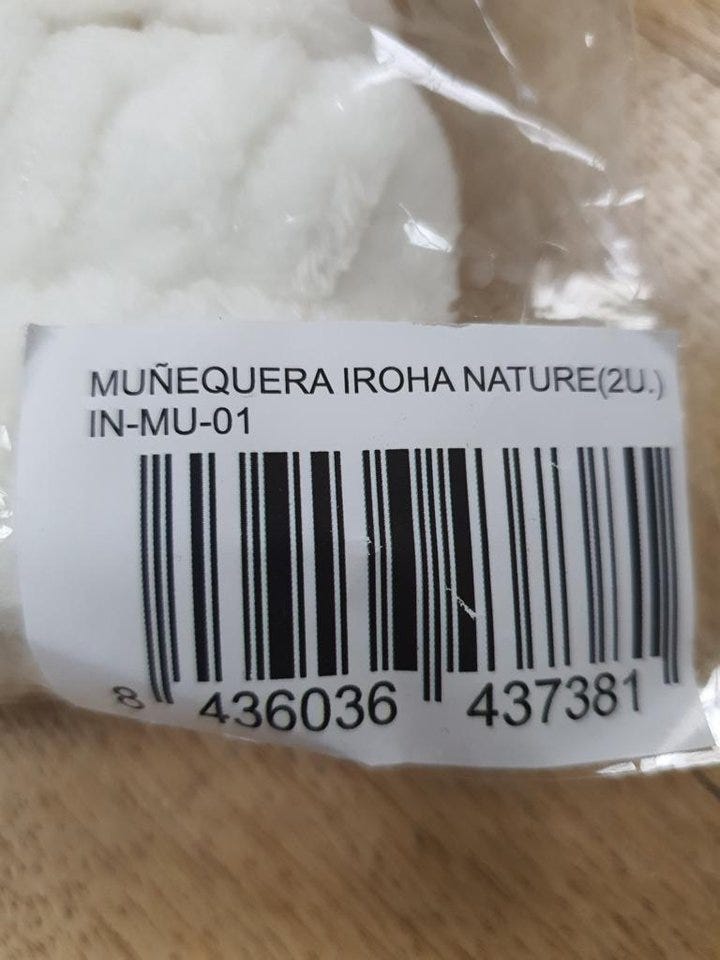 MUÑEQUERA IROHA NATURE(2U.)
IN-MU-01
8 436036 437381